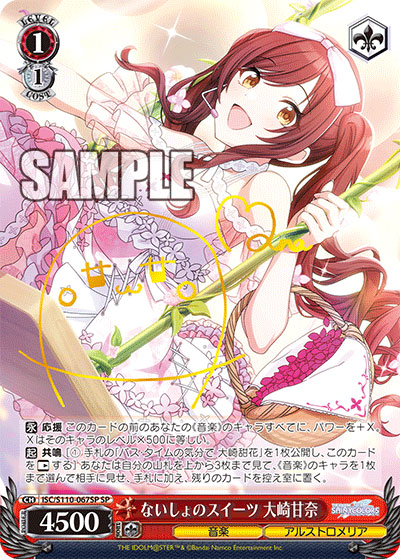 LEVEL
1
1
COST
SAMPLE
mana
永 応援 このカードの前のあなたの《音楽》のキャラすべてに、パワーを+X。
Xはそのキャラのレベル×500に等しい。
起 共鳴 [① 手札の「バス・タイムの気分で 大崎甜花」を1枚公開し、このカード
を する] あなたは自分の山札を上から3枚まで見て、《音楽》のキャラを1枚
まで選んで相手に見せ、手札に加え、残りのカードを控室に置く。
CH ISC/S110-067SP SP
4500
ないしょのスイーツ 大崎甘奈
SHINYCOLORS
音楽
アルストロメリア
THE IDOLM@STER™& ©Bandai Namco Entertainment Inc.